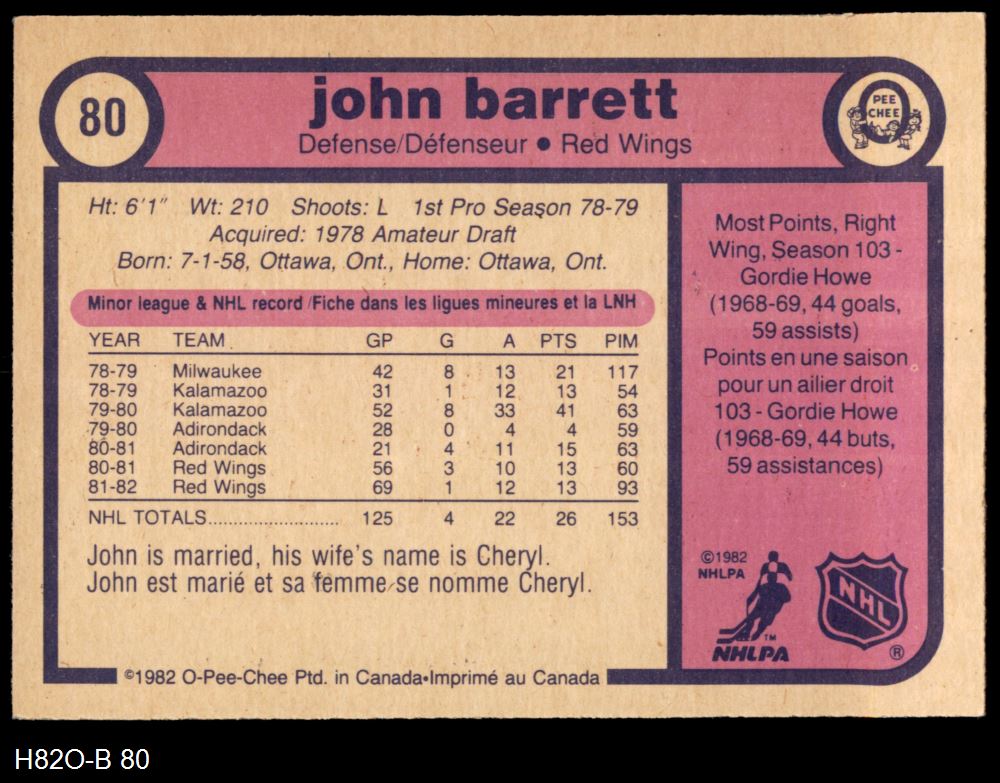 80
john barrett
Defense/Défenseur • Red Wings
PEE
CHEE
Ht: 6'1" Wt: 210 Shoots: L 1st Pro Season 78-79
Acquired: 1978 Amateur Draft
Born: 7-1-58, Ottawa, Ont., Home: Ottawa, Ont.
Minor league & NHL record /Fiche dans les ligues mineures et la LNH
YEAR TEAM GP G A PTS PIM
78-79 Milwaukee 42 8 13 21 117
78-79 Kalamazoo 31 1 12 13 54
79-80 Kalamazoo 52 8 33 41 63
79-80 Adirondack 28 0 4 4 59
80-81 Adirondack 21 4 11 15 63
80-81 Red Wings 56 3 10 13 60
81-82 Red Wings 69 1 12 13 93
NHL TOTALS.......................... 125 4 22 26 153
John is married, his wife's name is Cheryl.
John est marié et sa femme se nomme Cheryl.
©1982 O-Pee-Chee Ptd. in Canada•Imprimé au Canada
Most Points, Right
Wing, Season 103 -
Gordie Howe
(1968-69, 44 goals,
59 assists)
Points en une saison
pour un ailier droit
103 - Gordie Howe
(1968-69, 44 buts,
59 assistances)
©1982
NHLPA
TM
NHLPA
NHL
®
H82O-B 80